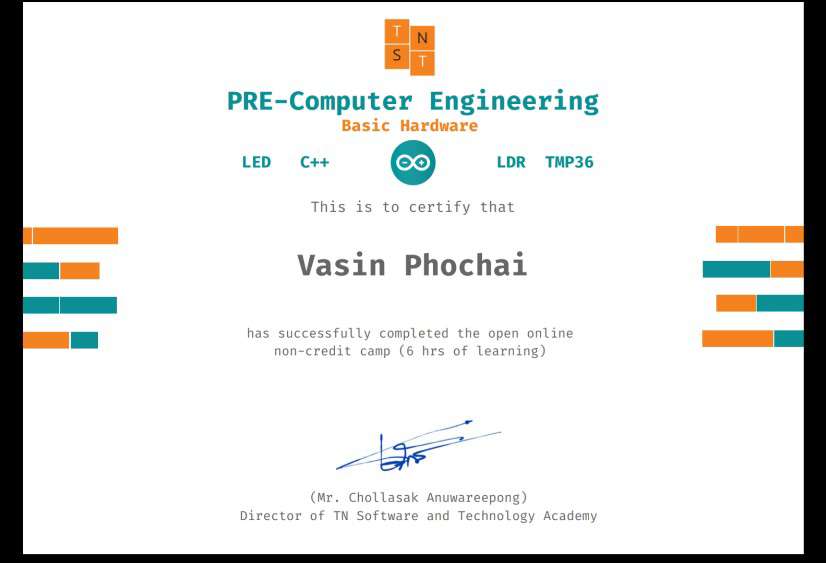 T N
S T
PRE-Computer Engineering
Basic Hardware
LED C++ LDR TMP36
This is to certify that
Vasin Phochai
has successfully completed the open online
non-credit camp (6 hrs of learning)
(Mr. Chollasak Anuwareepong)
Director of TN Software and Technology Academy